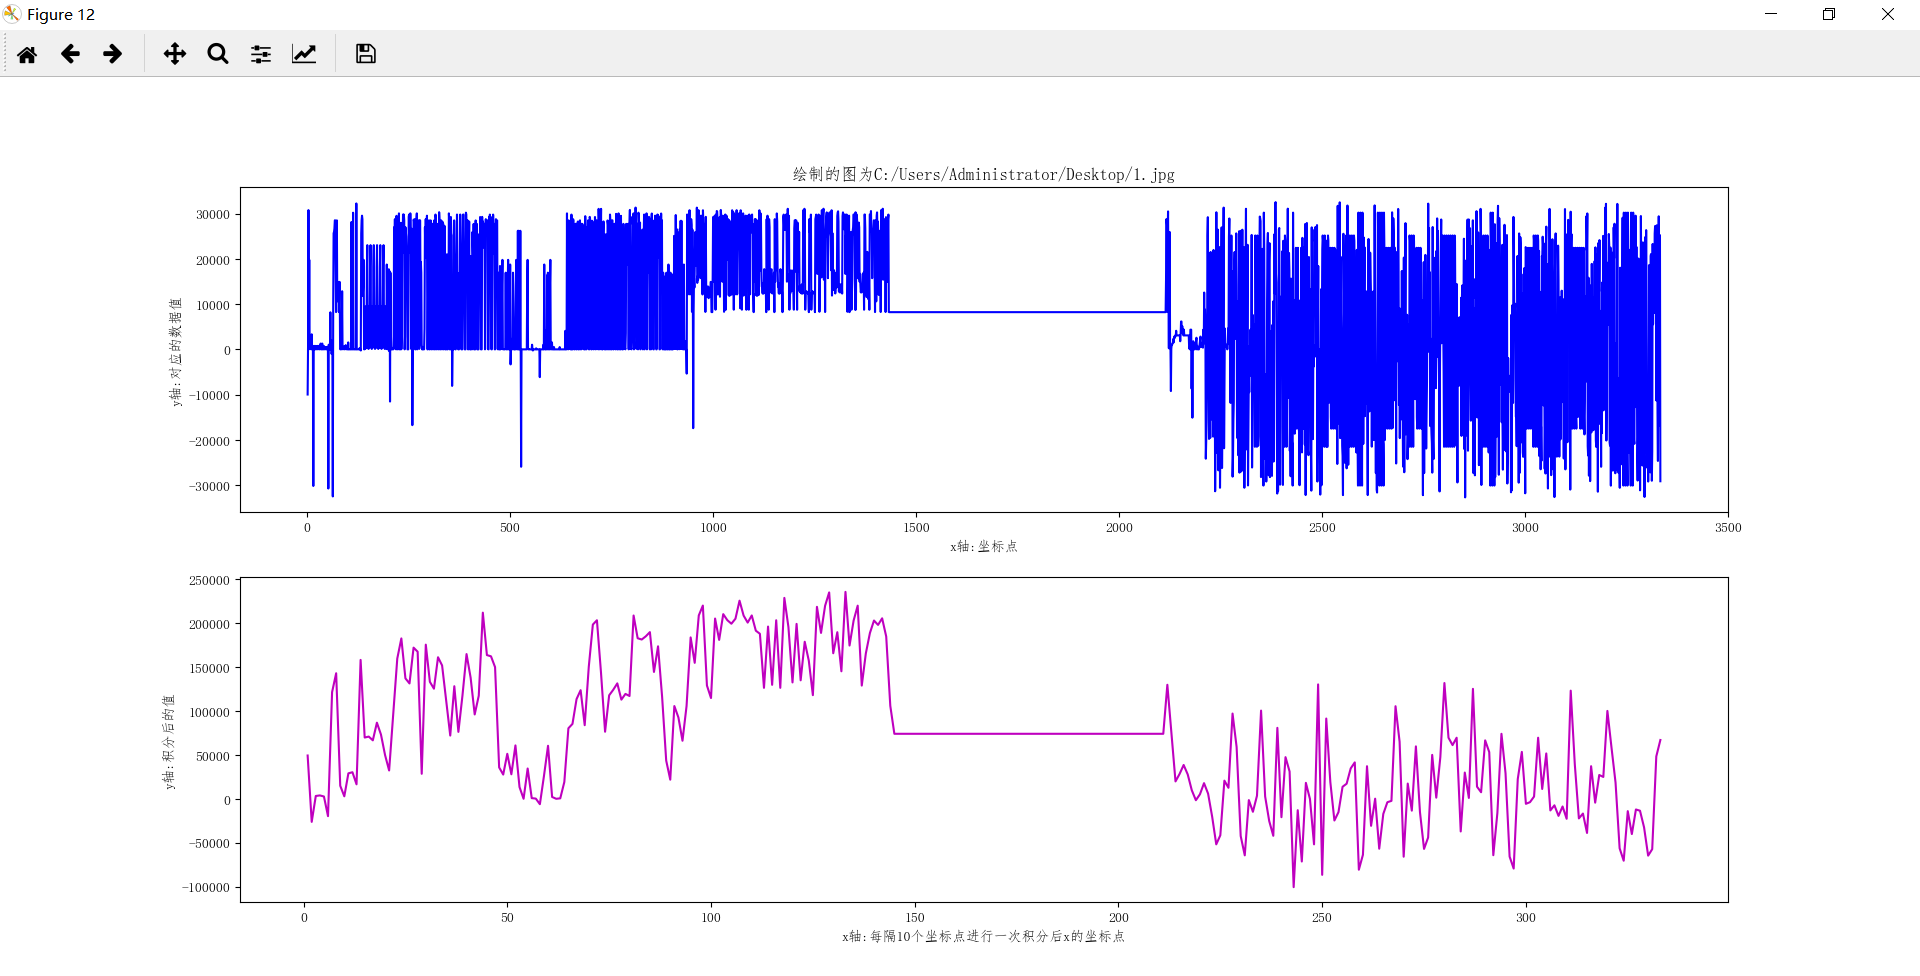 Figure 12
绘制的图为C:/Users/Administrator/Desktop/1.jpg
y轴:对应的数据值
30000
20000
10000
0
−10000
−20000
−30000
0 500 1000 1500 2000 2500 3000 3500
x轴:坐标点
y轴:积分后的值
250000
200000
150000
100000
50000
0
−50000
−100000
0 50 100 150 200 250 300
x轴:每隔10个坐标点进行一次积分后x的坐标点